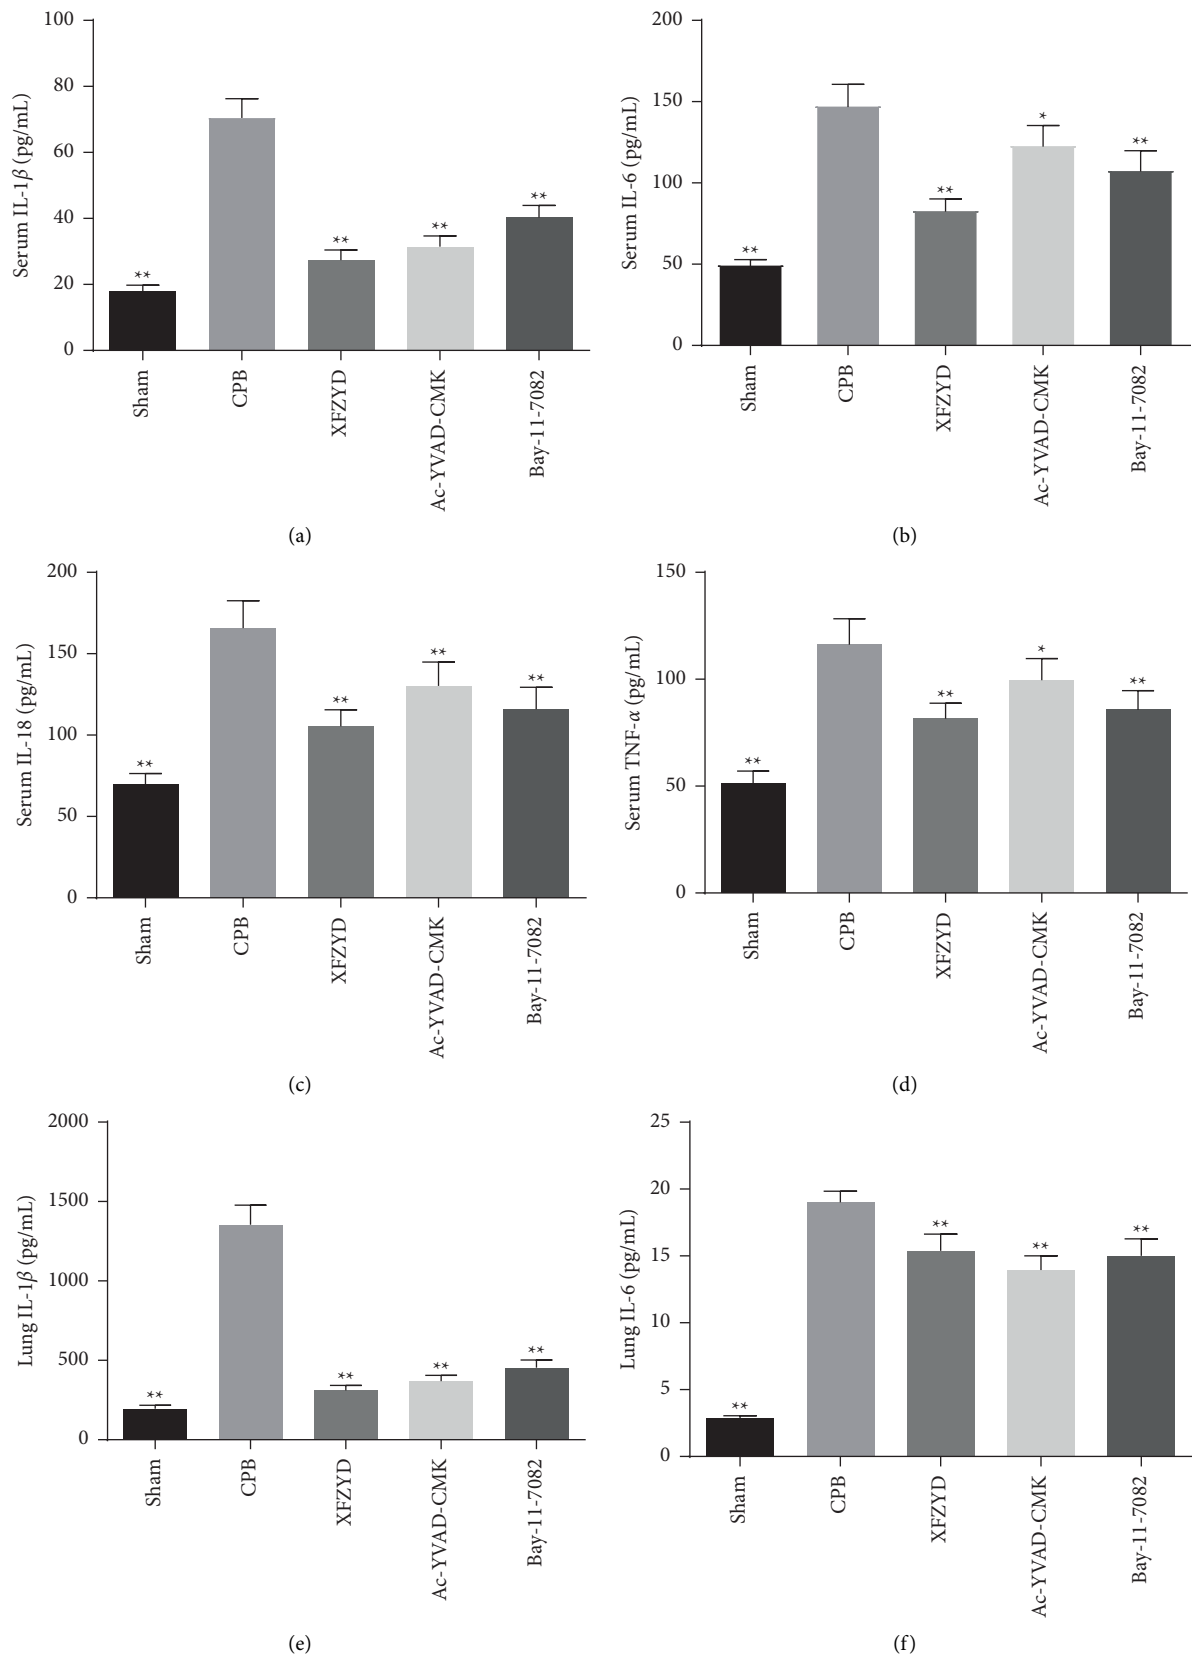 Serum IL-1β (pg/mL)
100
80
60
40
20
0
**
**
**
**
Sham
CPB
XFZYD
Ac-YVAD-CMK
Bay-11-7082
(a)
Serum IL-6 (pg/mL)
200
150
100
50
0
**
**
*
**
Sham
CPB
XFZYD
Ac-YVAD-CMK
Bay-11-7082
(b)
Serum IL-18 (pg/mL)
200
150
100
50
0
**
**
**
**
Sham
CPB
XFZYD
Ac-YVAD-CMK
Bay-11-7082
(c)
Serum TNF-α (pg/mL)
150
100
50
0
**
**
*
**
Sham
CPB
XFZYD
Ac-YVAD-CMK
Bay-11-7082
(d)
Lung IL-1β (pg/mL)
2000
1500
1000
500
0
**
**
**
**
Sham
CPB
XFZYD
Ac-YVAD-CMK
Bay-11-7082
(e)
Lung IL-6 (pg/mL)
25
20
15
10
5
0
**
**
**
**
Sham
CPB
XFZYD
Ac-YVAD-CMK
Bay-11-7082
(f)